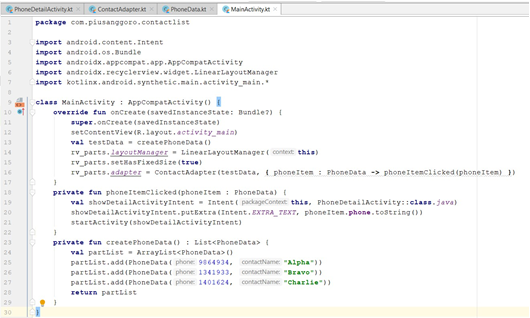 PhoneDetailActivity.kt ContactAdapter.kt PhoneData.kt MainActivity.kt
1 package com.piusanggoro.contactlist
2
3 import android.content.Intent
4 import android.os.Bundle
5 import androidx.appcompat.app.AppCompatActivity
6 import androidx.recyclerview.widget.LinearLayoutManager
7 import kotlinx.android.synthetic.main.activity_main.*
8
9 class MainActivity : AppCompatActivity() {
10 override fun onCreate(savedInstanceState: Bundle?) {
11 super.onCreate(savedInstanceState)
12 setContentView(R.layout.activity_main)
13 val testData = createPhoneData()
14 rv_parts.layoutManager = LinearLayoutManager( context: this)
15 rv_parts.setHasFixedSize(true)
16 rv_parts.adapter = ContactAdapter(testData, { phoneItem : PhoneData -> phoneItemClicked(phoneItem) })
17 }
18 private fun phoneItemClicked(phoneItem : PhoneData) {
19 val showDetailActivityIntent = Intent( packageContext: this, PhoneDetailActivity::class.java)
20 showDetailActivityIntent.putExtra(Intent.EXTRA_TEXT, phoneItem.phone.toString())
21 startActivity(showDetailActivityIntent)
22 }
23 private fun createPhoneData() : List<PhoneData> {
24 val partList = ArrayList<PhoneData>()
25 partList.add(PhoneData( phone: 9864934, contactName: "Alpha"))
26 partList.add(PhoneData( phone: 1341933, contactName: "Bravo"))
27 partList.add(PhoneData( phone: 1401624, contactName: "Charlie"))
28 return partList
29 }
30 }